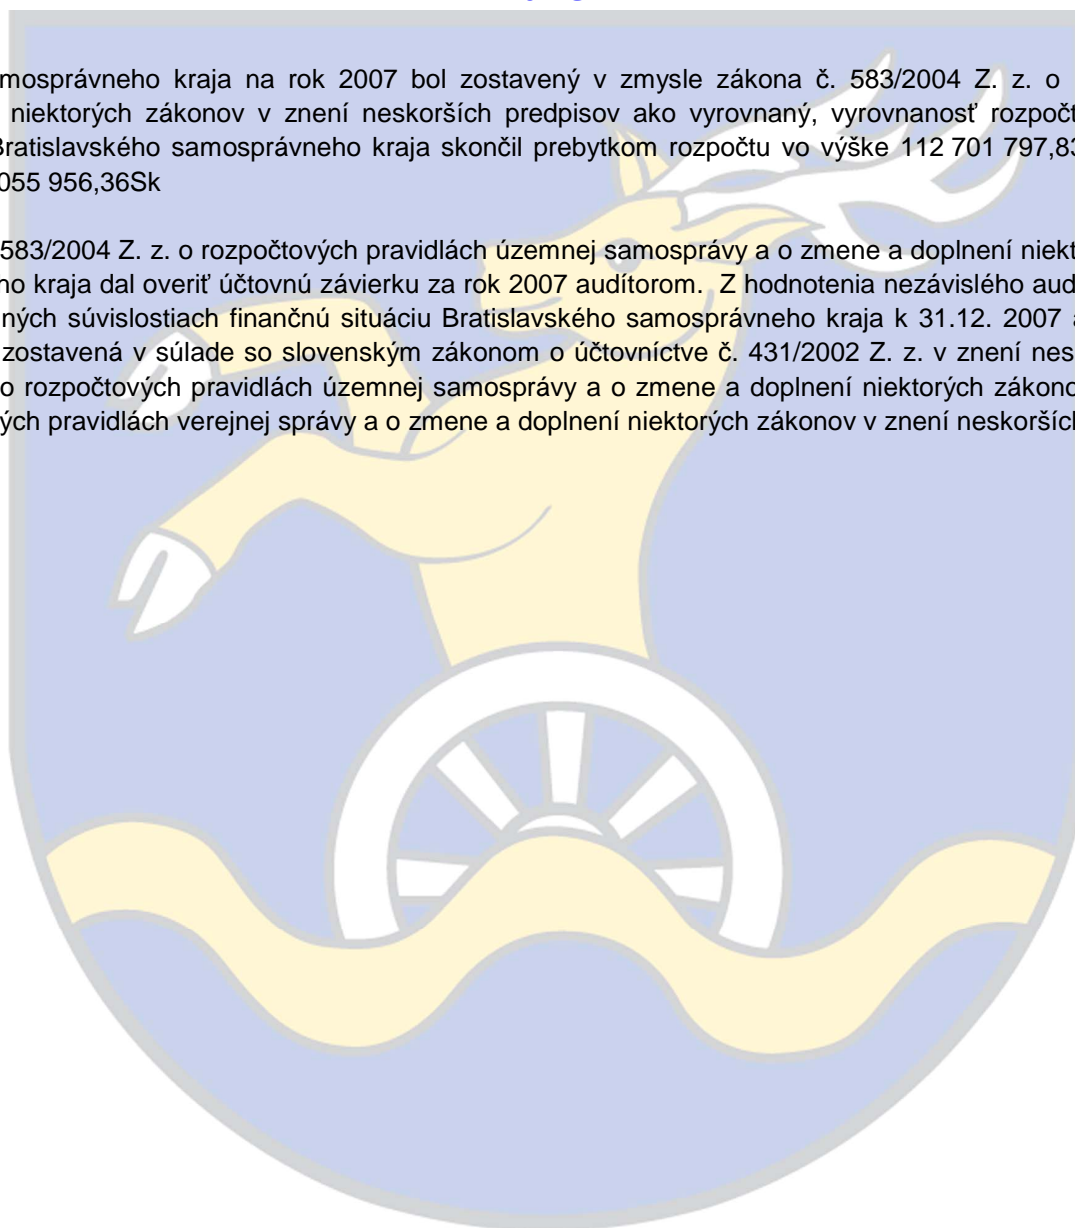 mosprávneho kraja na rok 2007 bol zostavený v zmysle zákona č. 583/2004 Z. z. o
niektorých zákonov v znení neskorších predpisov ako vyrovnaný, vyrovnanosť rozpočt
Bratislavského samosprávneho kraja skončil prebytkom rozpočtu vo výške 112 701 797,83
055 956,36Sk
583/2004 Z. z. o rozpočtových pravidlách územnej samosprávy a o zmene a doplnení niekt
ho kraja dal overiť účtovnú závierku za rok 2007 audítorom. Z hodnotenia nezávislého aud
ných súvislostiach finančnú situáciu Bratislavského samosprávneho kraja k 31.12. 2007 a
zostavená v súlade so slovenským zákonom o účtovníctve č. 431/2002 Z. z. v znení nes
o rozpočtových pravidlách územnej samosprávy a o zmene a doplnení niektorých zákono
ých pravidlách verejnej správy a o zmene a doplnení niektorých zákonov v znení neskoršíc